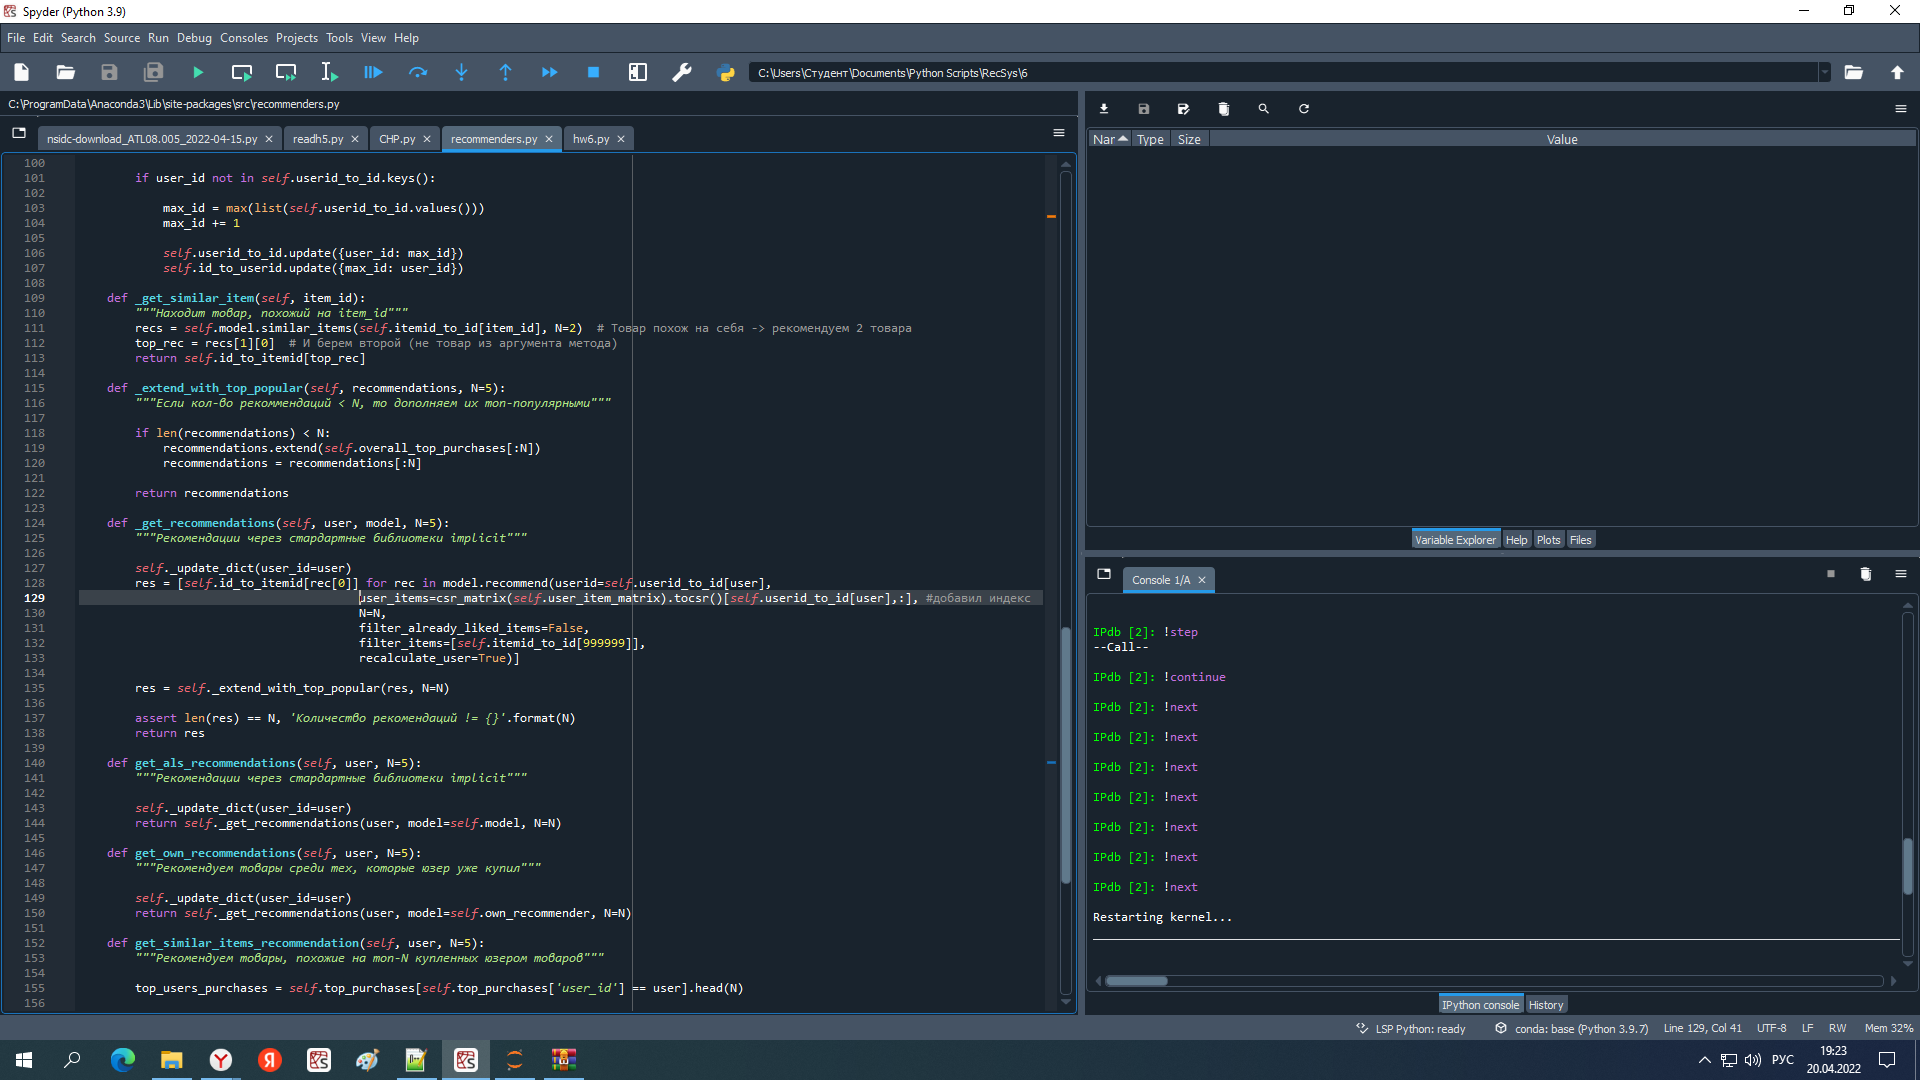 Spyder (Python 3.9)
File Edit Search Source Run Debug Consoles Projects Tools View Help
C:\Users\Студент\Documents\Python Scripts\RecSys\6
C:\ProgramData\Anaconda3\Lib\site-packages\src\recommenders.py
nsidc-download_ATL08.005_2022-04-15.py readh5.py CHP.py recommenders.py hw6.py
100
101 if user_id not in self.userid_to_id.keys():
102
103 max_id = max(list(self.userid_to_id.values()))
104 max_id += 1
105
106 self.userid_to_id.update({user_id: max_id})
107 self.id_to_userid.update({max_id: user_id})
108
109 def _get_similar_item(self, item_id):
110 """Находит товар, похожий на item_id"""
111 recs = self.model.similar_items(self.itemid_to_id[item_id], N=2)  # Товар похож на себя -> рекомендуем 2 товара
112 top_rec = recs[1][0]  # И берем второй (не товар из аргумента метода)
113 return self.id_to_itemid[top_rec]
114
115 def _extend_with_top_popular(self, recommendations, N=5):
116 """Если кол-во рекоммендаций < N, то дополняем их топ-популярными"""
117
118 if len(recommendations) < N:
119 recommendations.extend(self.overall_top_purchases[:N])
120 recommendations = recommendations[:N]
121
122 return recommendations
123
124 def _get_recommendations(self, user, model, N=5):
125 """Рекомендации через стардартные библиотеки implicit"""
126
127 self._update_dict(user_id=user)
128 res = [self.id_to_itemid[rec[0]] for rec in model.recommend(userid=self.userid_to_id[user],
129 user_items=csr_matrix(self.user_item_matrix).tocsr()[self.userid_to_id[user],:], #добавил индекс
130 N=N,
131 filter_already_liked_items=False,
132 filter_items=[self.itemid_to_id[999999]],
133 recalculate_user=True)]
134
135 res = self._extend_with_top_popular(res, N=N)
136
137 assert len(res) == N, 'Количество рекомендаций != {}'.format(N)
138 return res
139
140 def get_als_recommendations(self, user, N=5):
141 """Рекомендации через стардартные библиотеки implicit"""
142
143 self._update_dict(user_id=user)
144 return self._get_recommendations(user, model=self.model, N=N)
145
146 def get_own_recommendations(self, user, N=5):
147 """Рекомендуем товары среди тех, которые юзер уже купил"""
148
149 self._update_dict(user_id=user)
150 return self._get_recommendations(user, model=self.own_recommender, N=N)
151
152 def get_similar_items_recommendation(self, user, N=5):
153 """Рекомендуем товары, похожие на топ-N купленных юзером товаров"""
154
155 top_users_purchases = self.top_purchases[self.top_purchases['user_id'] == user].head(N)
156
Nar Type Size Value
Variable Explorer Help Plots Files
Console 1/A
IPdb [2]: !step
--Call--
IPdb [2]: !continue
IPdb [2]: !next
IPdb [2]: !next
IPdb [2]: !next
IPdb [2]: !next
IPdb [2]: !next
IPdb [2]: !next
IPdb [2]: !next
Restarting kernel...
IPython console History
LSP Python: ready conda: base (Python 3.9.7) Line 129, Col 41 UTF-8 LF RW Mem 32%
РУС
19:23
20.04.2022